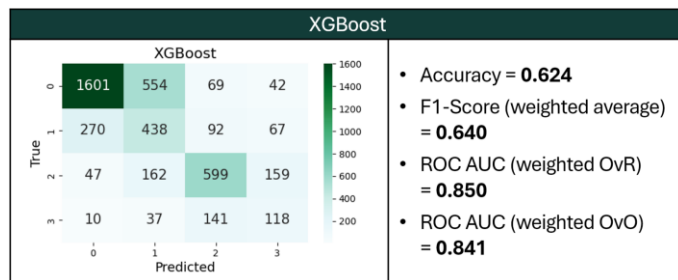 XGBoost
XGBoost
0 1601 554 69 42
1 270 438 92 67
2 47 162 599 159
3 10 37 141 118
0 1 2 3
True
Predicted
1600
1400
1200
1000
800
600
400
200
• Accuracy = 0.624
• F1-Score (weighted average)
= 0.640
• ROC AUC (weighted OvR)
= 0.850
• ROC AUC (weighted OvO)
= 0.841